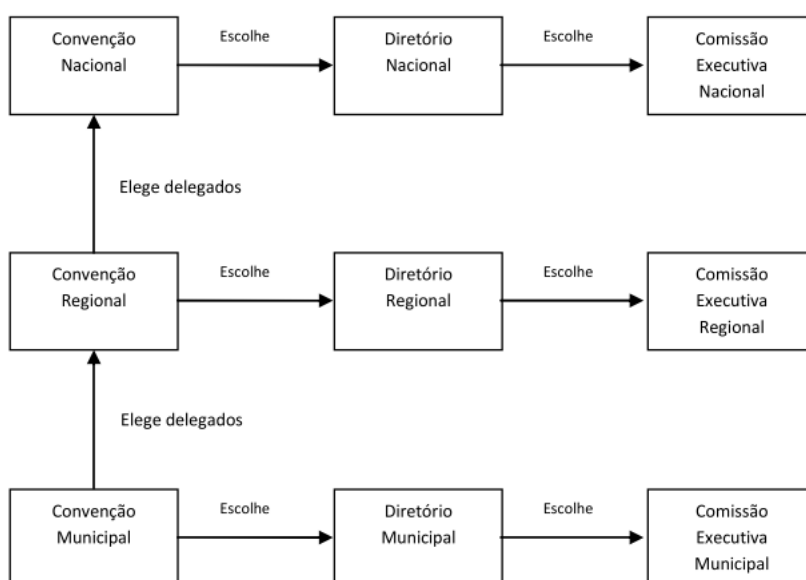 Convenção
Nacional
Escolhe
Diretório
Nacional
Escolhe
Comissão
Executiva
Nacional
Elege delegados
Convenção
Regional
Escolhe
Diretório
Regional
Escolhe
Comissão
Executiva
Regional
Elege delegados
Convenção
Municipal
Escolhe
Diretório
Municipal
Escolhe
Comissão
Executiva
Municipal